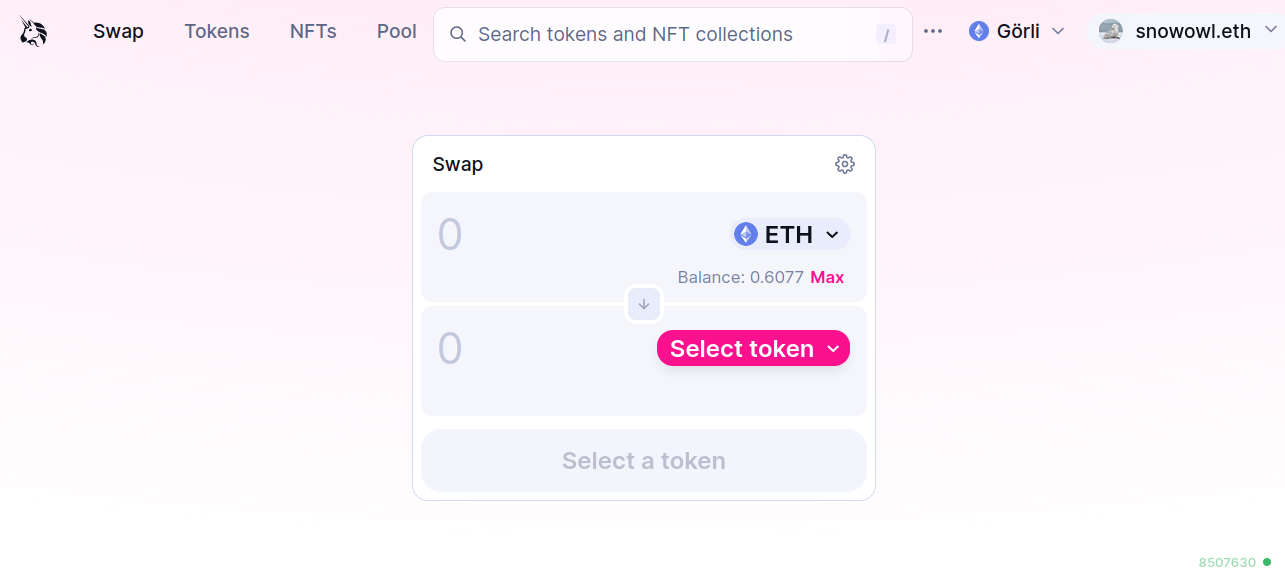 Swap Tokens NFTs Pool Search tokens and NFT collections / Görli snowowl.eth
Swap
0 ETH
Balance: 0.6077 Max
0 Select token
Select a token
8507630